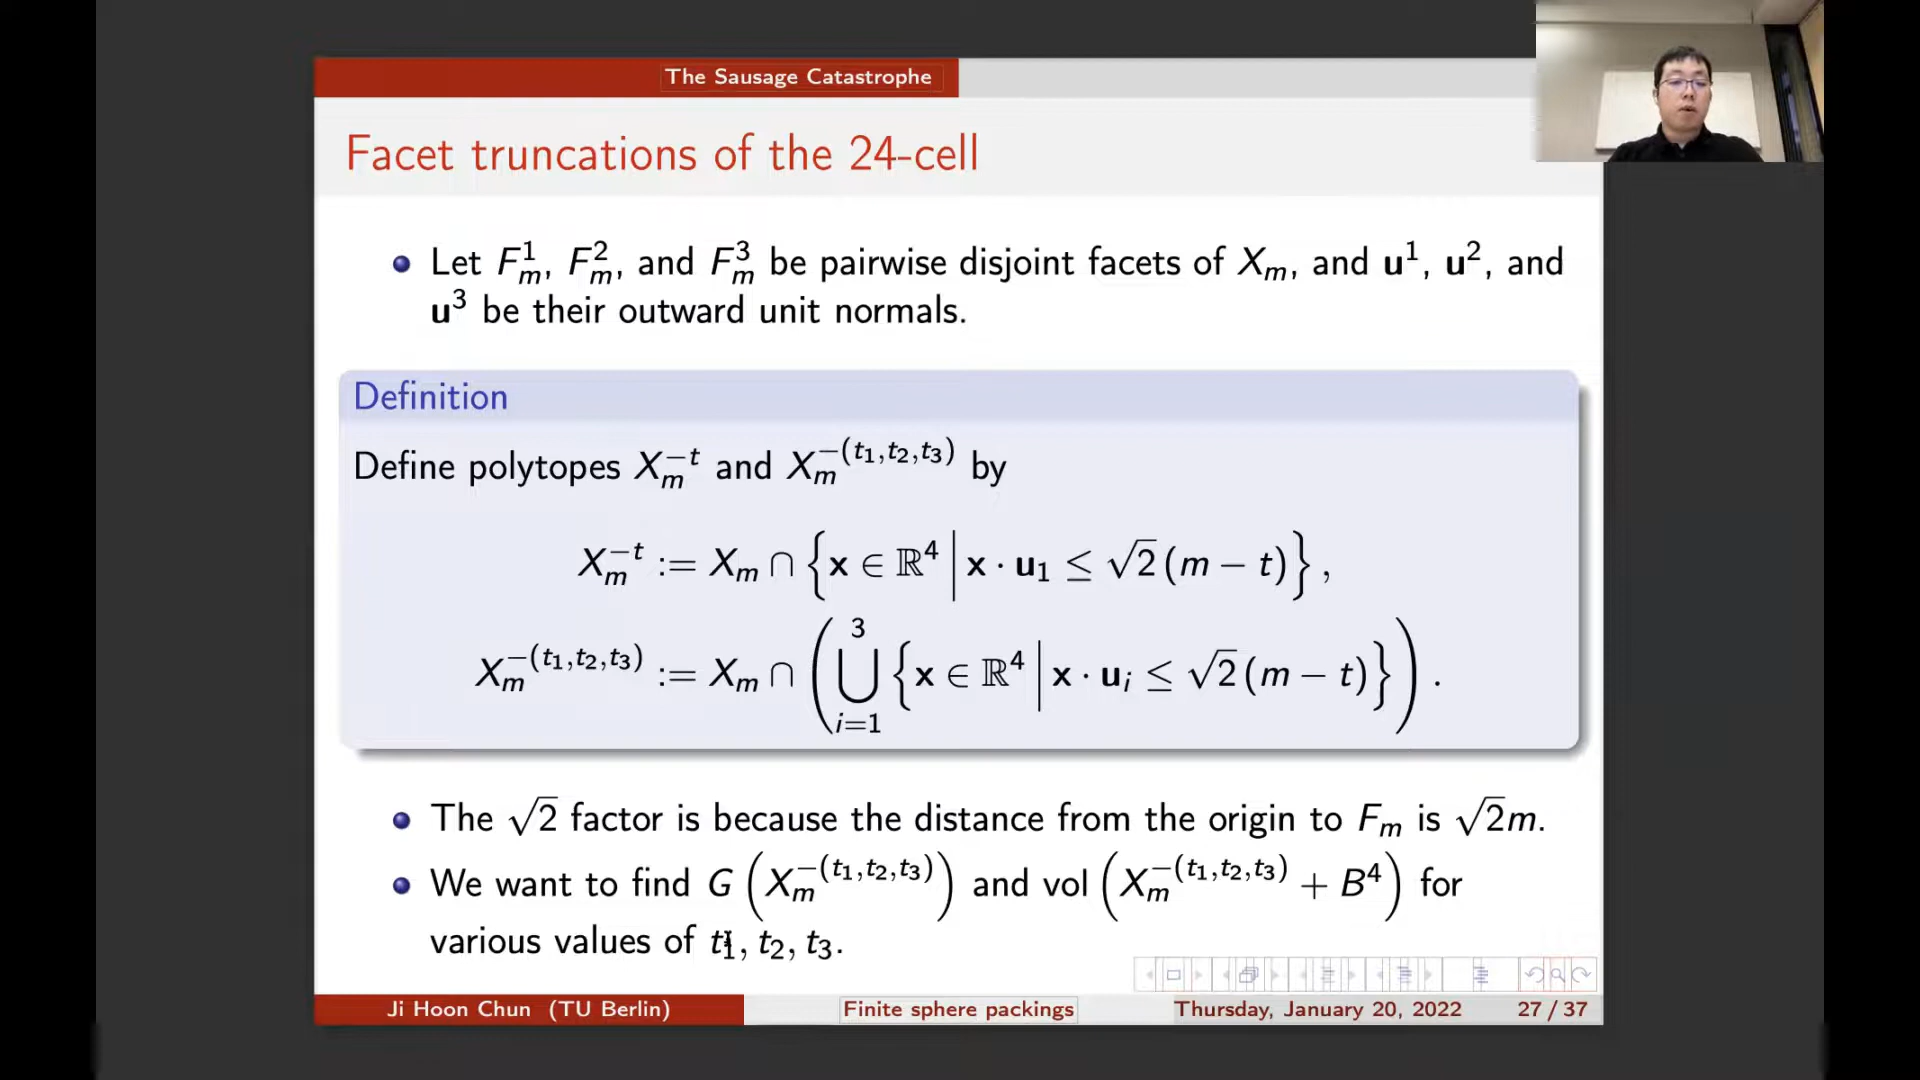 The Sausage Catastrophe
Facet truncations of the 24-cell
Let F_m^1, F_m^2, and F_m^3 be pairwise disjoint facets of X_m, and u^1, u^2, and
u^3 be their outward unit normals.
Definition
Define polytopes X_m^{-t} and X_m^{-(t_1,t_2,t_3)} by
X_m^{-t} := X_m ∩ {x ∈ ℝ^4 | x · u_1 ≤ √2 (m − t)},
X_m^{-(t_1,t_2,t_3)} := X_m ∩ (⋃_{i=1}^{3} {x ∈ ℝ^4 | x · u_i ≤ √2 (m − t)}).
The √2 factor is because the distance from the origin to F_m is √2m.
We want to find G (X_m^{-(t_1,t_2,t_3)}) and vol (X_m^{-(t_1,t_2,t_3)} + B^4) for
various values of t_1, t_2, t_3.
Ji Hoon Chun (TU Berlin) Finite sphere packings Thursday, January 20, 2022 27 / 37